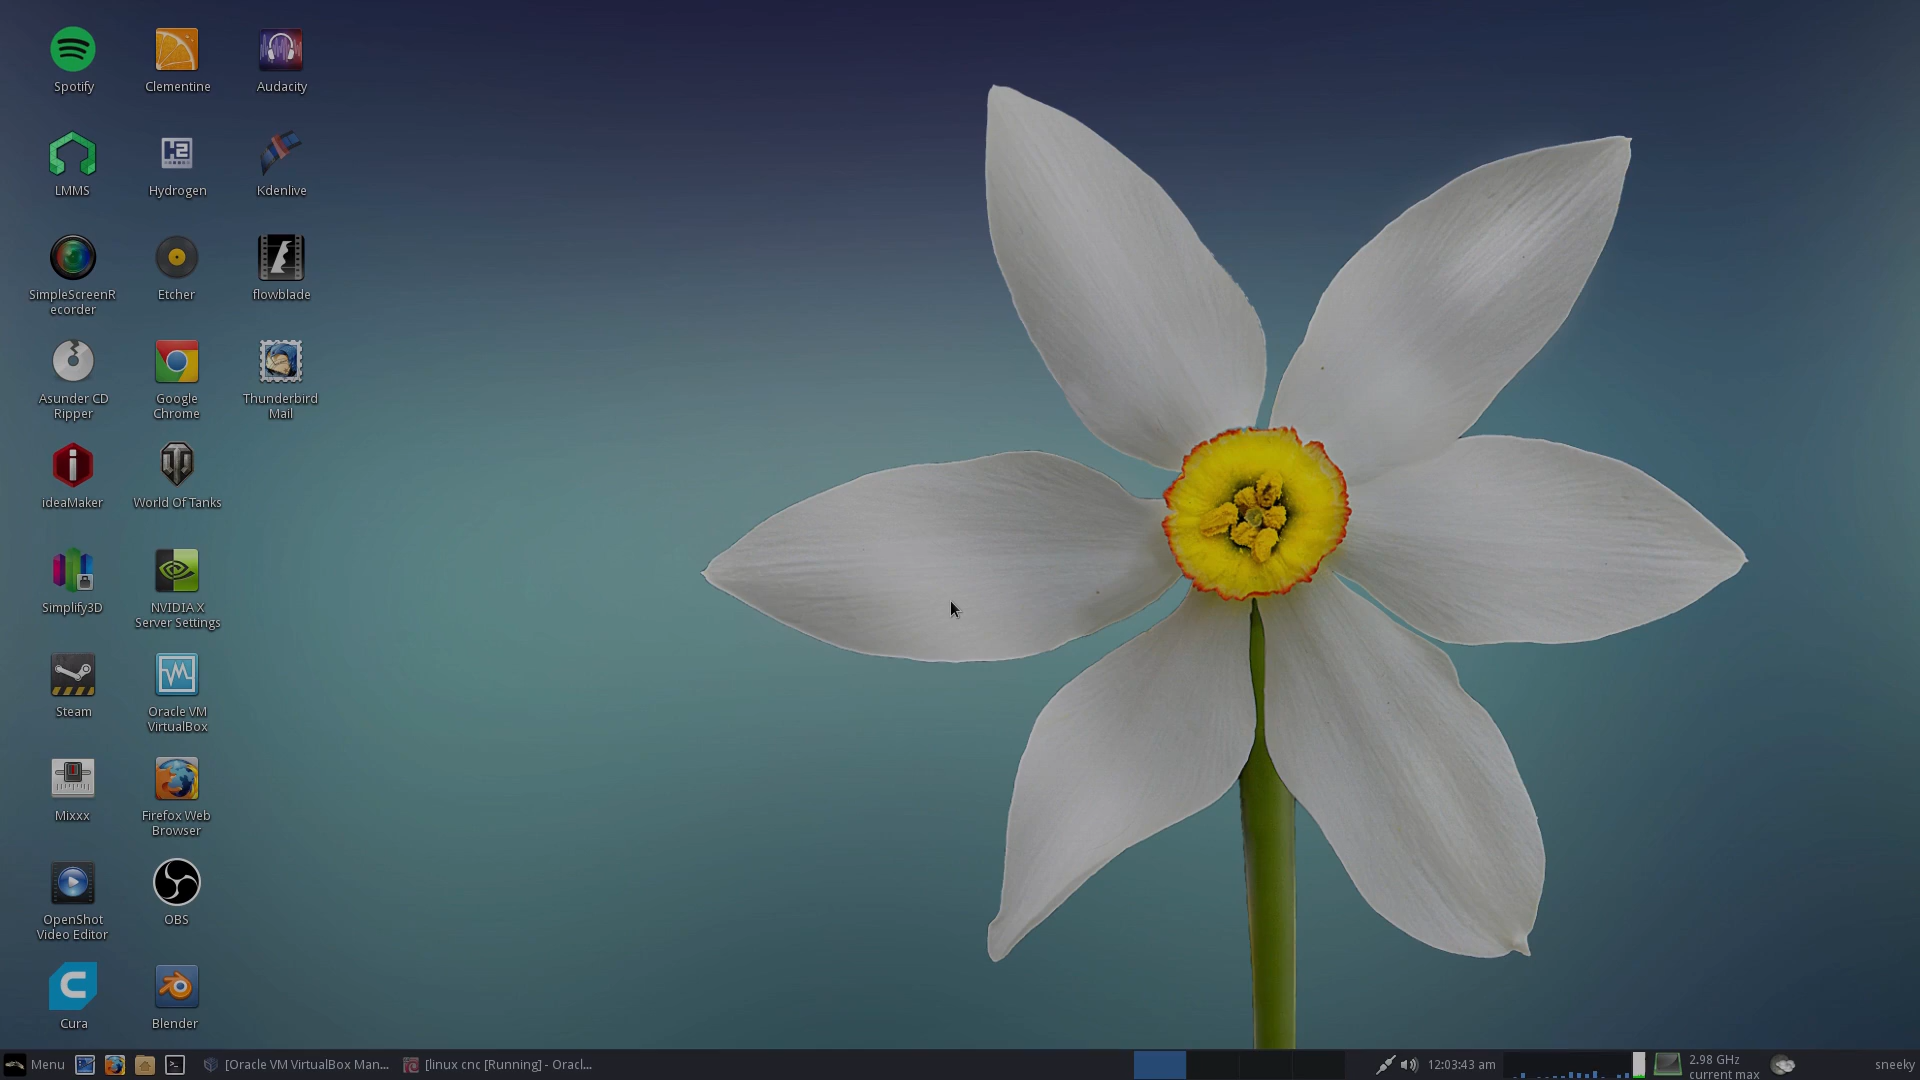 Spotify
Clementine
Audacity
LMMS
Hydrogen
Kdenlive
SimpleScreenR
ecorder
Etcher
flowblade
Asunder CD
Ripper
Google
Chrome
Thunderbird
Mail
ideaMaker
World Of Tanks
Simplify3D
NVIDIA X
Server Settings
Steam
Oracle VM
VirtualBox
Mixxx
Firefox Web
Browser
OpenShot
Video Editor
OBS
Cura
Blender
Menu
[Oracle VM VirtualBox Man...
[linux cnc [Running] - Oracl...
12:03:43 am
2.98 GHz
current max
sneeky